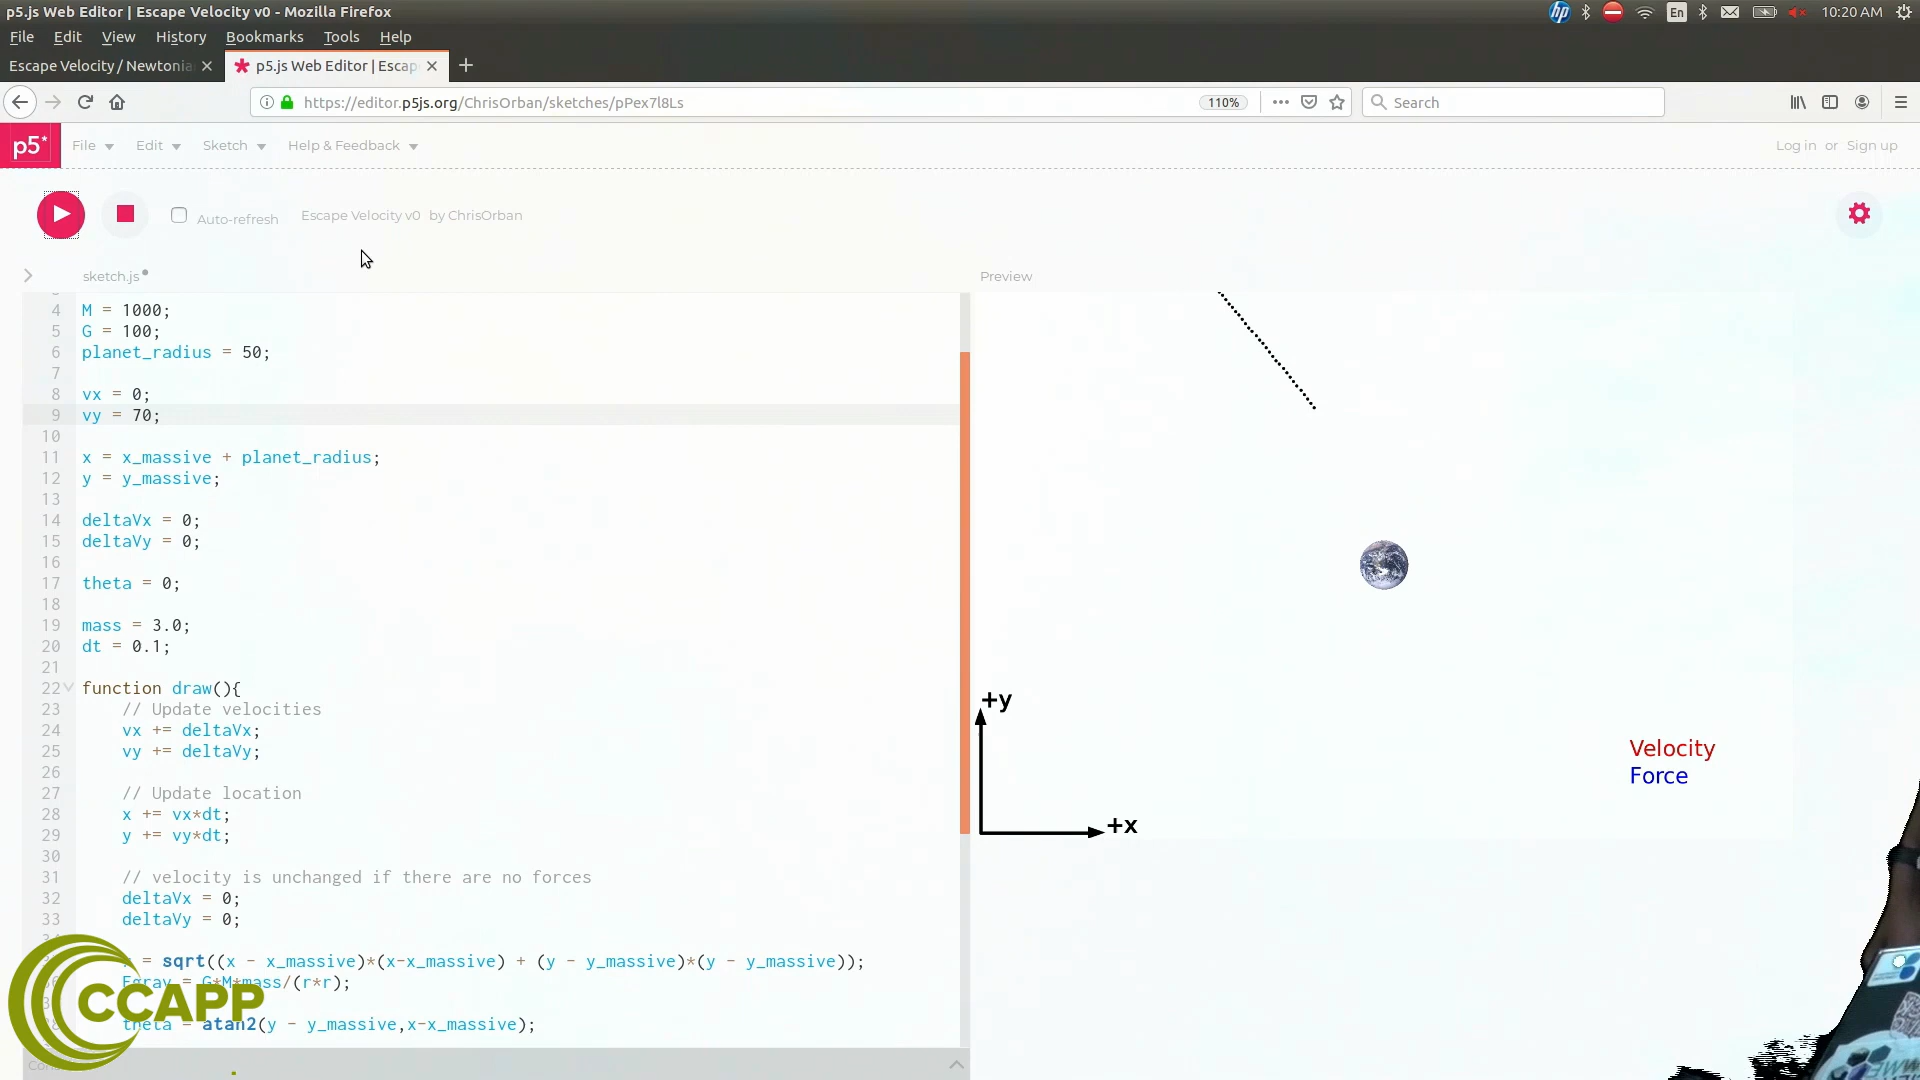 p5.js Web Editor | Escape Velocity v0 - Mozilla Firefox
hp En 10:20 AM
File Edit View History Bookmarks Tools Help
Escape Velocity / Newtonia
p5.js Web Editor | Escap
https://editor.p5js.org/ChrisOrban/sketches/pPex7l8Ls
110%
Search
p5*
File Edit Sketch Help & Feedback
Log in or Sign up
Auto-refresh
Escape Velocity v0 by ChrisOrban
sketch.js
Preview
4 M = 1000;
5 G = 100;
6 planet_radius = 50;
7
8 vx = 0;
9 vy = 70;
10
11 x = x_massive + planet_radius;
12 y = y_massive;
13
14 deltaVx = 0;
15 deltaVy = 0;
16
17 theta = 0;
18
19 mass = 3.0;
20 dt = 0.1;
21
22 function draw(){
23 // Update velocities
24 vx += deltaVx;
25 vy += deltaVy;
26
27 // Update location
28 x += vx*dt;
29 y += vy*dt;
30
31 // velocity is unchanged if there are no forces
32 deltaVx = 0;
33 deltaVy = 0;
= sqrt((x - x_massive)*(x-x_massive) + (y - y_massive)*(y - y_massive));
Fgrav = G*M*mass/(r*r);
theta = atan2(y - y_massive,x-x_massive);
CCAPP
+y
+x
Velocity
Force